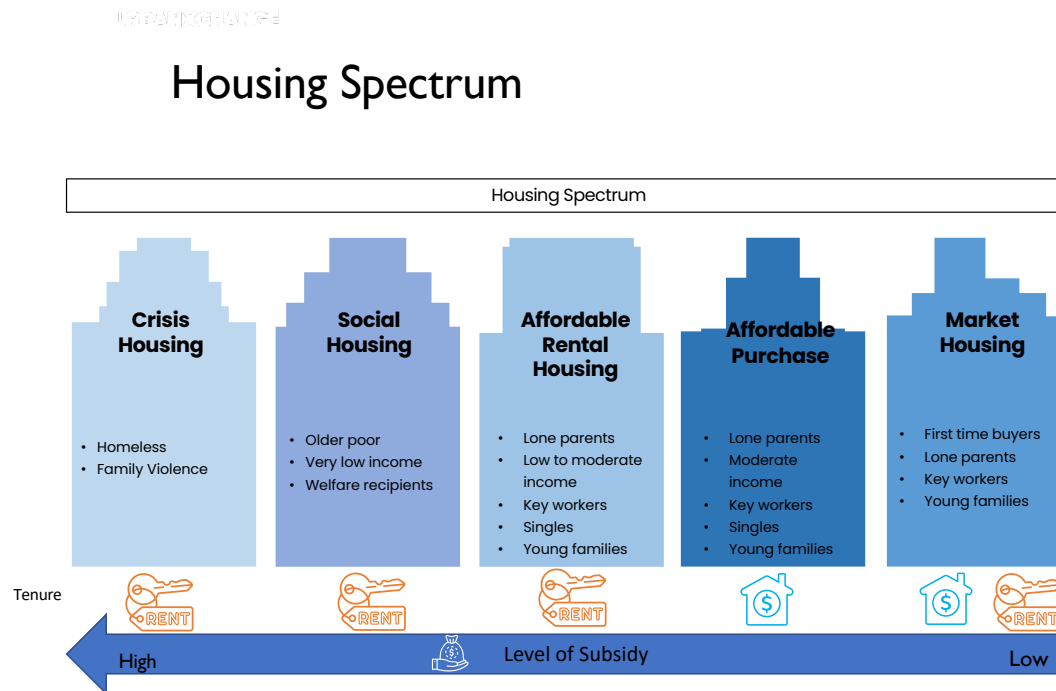 URBANXCHANGE
Housing Spectrum
Housing Spectrum
Crisis
Housing
Social
Housing
Affordable
Rental
Housing
Affordable
Purchase
Market
Housing
• Homeless
• Family Violence
• Older poor
• Very low income
• Welfare recipients
• Lone parents
• Low to moderate
income
• Key workers
• Singles
• Young families
• Lone parents
• Moderate
income
• Key workers
• Singles
• Young families
• First time buyers
• Lone parents
• Key workers
• Young families
Tenure
RENT
RENT
RENT
$
$
RENT
High
$
Level of Subsidy
Low